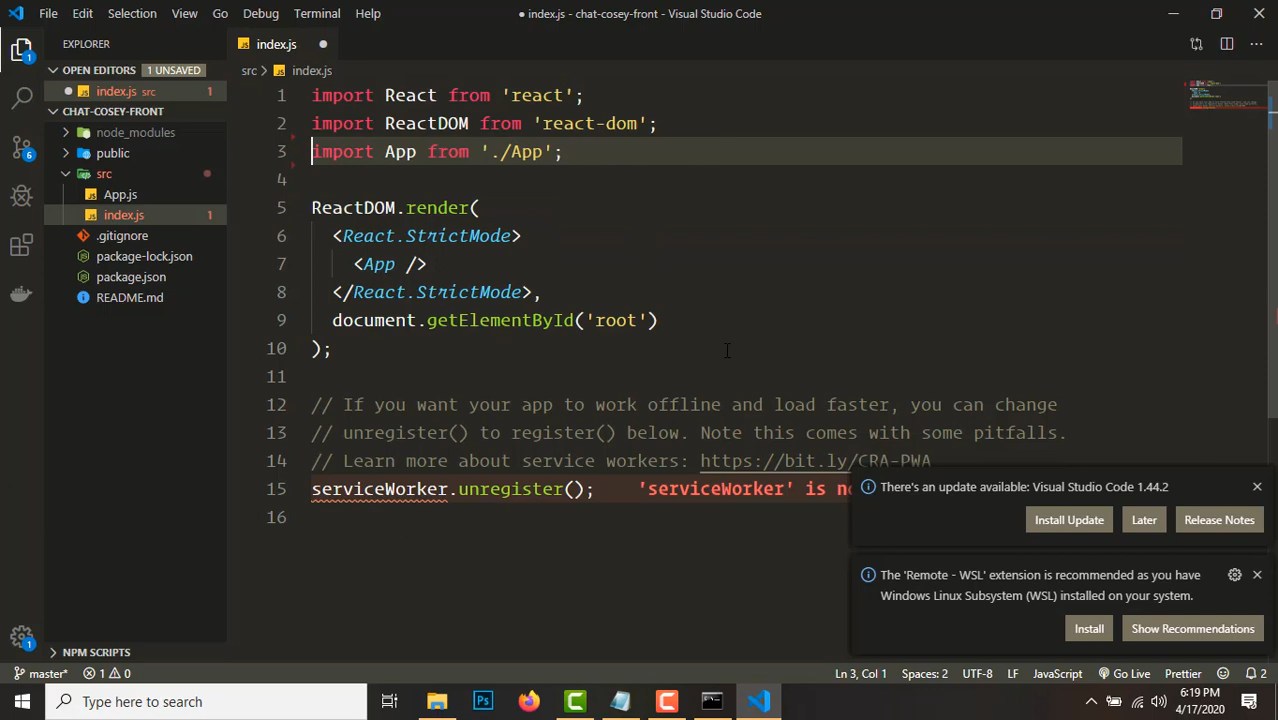 File Edit Selection View Go Debug Terminal Help
● index.js - chat-cosey-front - Visual Studio Code
EXPLORER
OPEN EDITORS 1 UNSAVED
index.js src 1
CHAT-COSEY-FRONT
node_modules
public
src
App.js
index.js 1
.gitignore
package-lock.json
package.json
README.md
NPM SCRIPTS
1
6
1
index.js
src > index.js
1 import React from 'react';
2 import ReactDOM from 'react-dom';
3 import App from './App';
4
5 ReactDOM.render(
6 <React.StrictMode>
7 <App />
8 </React.StrictMode>,
9 document.getElementById('root')
10 );
11
12 // If you want your app to work offline and load faster, you can change
13 // unregister() to register() below. Note this comes with some pitfalls.
14 // Learn more about service workers: https://bit.ly/CRA-PWA
15 serviceWorker.unregister(); 'serviceWorker' is no
16
There's an update available: Visual Studio Code 1.44.2
Install Update Later Release Notes
The 'Remote - WSL' extension is recommended as you have
Windows Linux Subsystem (WSL) installed on your system.
Install Show Recommendations
master* 1 0 Ln 3, Col 1 Spaces: 2 UTF-8 LF JavaScript Go Live Prettier 2
Type here to search
Ps
6:19 PM
4/17/2020